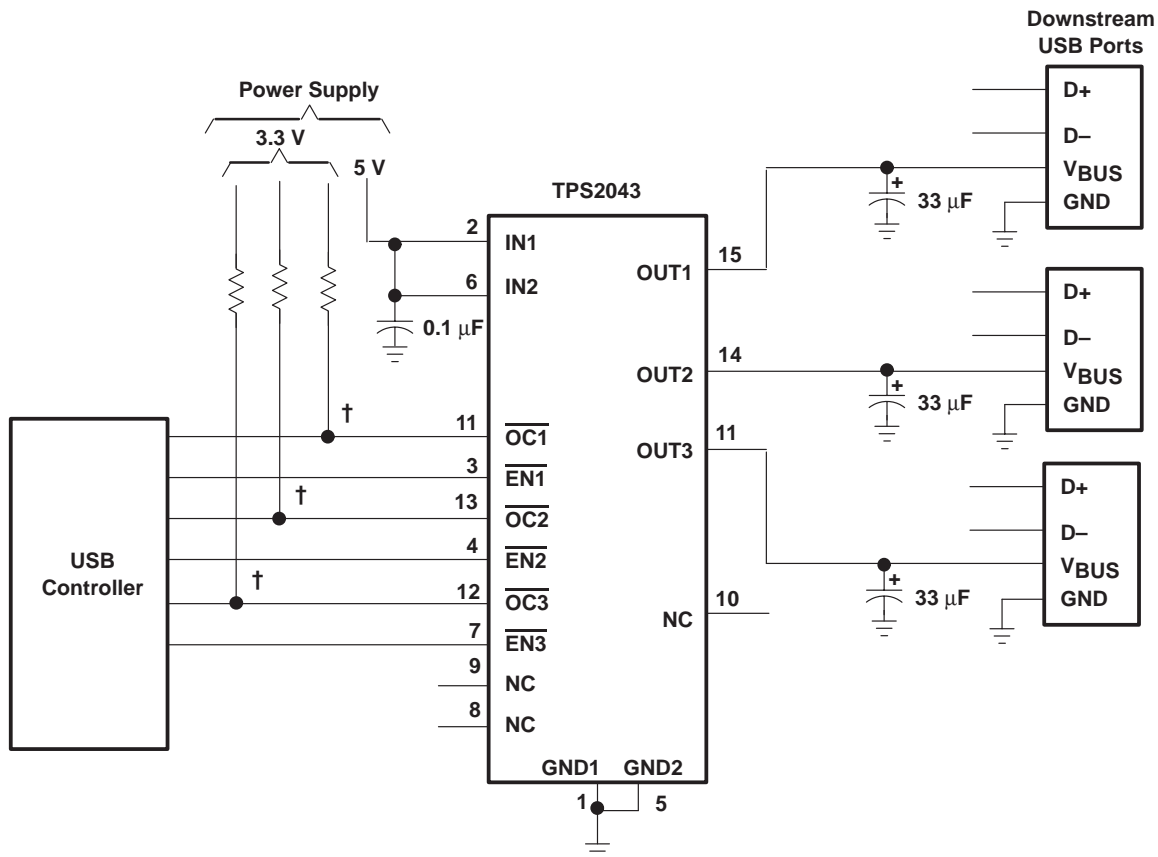 Downstream
USB Ports
Power Supply
3.3 V
5 V
TPS2043
2
IN1
6
IN2
0.1 μF
11
OC1
†
3
EN1
13
OC2
†
4
EN2
12
OC3
†
7
EN3
9
NC
8
NC
USB
Controller
GND1
GND2
1
5
OUT1
15
OUT2
14
OUT3
11
NC
10
+
33 μF
D+
D–
VBUS
GND
+
33 μF
D+
D–
VBUS
GND
+
33 μF
D+
D–
VBUS
GND